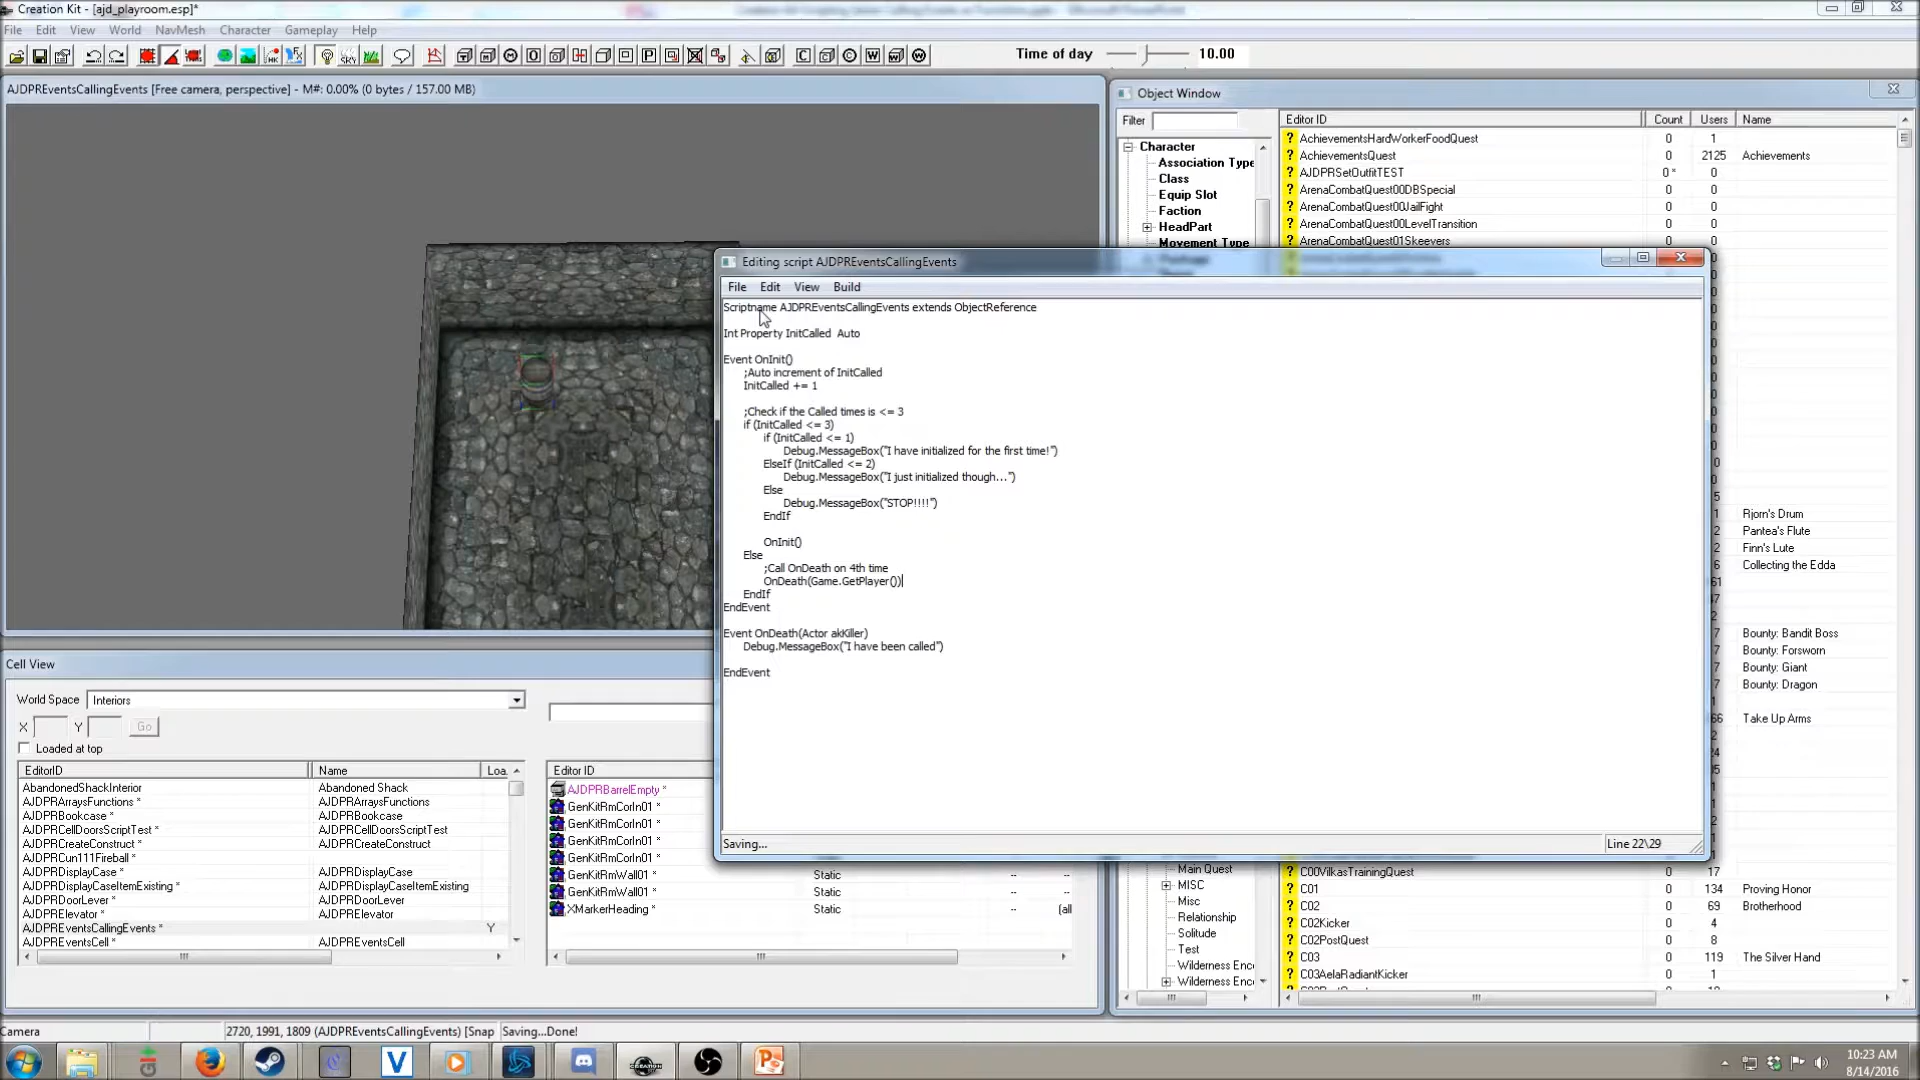 Creation Kit - [ajd_playroom.esp]*
File Edit View World NavMesh Character Gameplay Help
Time of day 10.00
AJDPREventsCallingEvents [Free camera, perspective] - M#: 0.00% (0 bytes / 157.00 MB)
Object Window
Filter
Character
Association Type
Class
Equip Slot
Faction
HeadPart
Movement Type
Editor ID Count Users Name
AchievementsHardWorkerFoodQuest 0 1
AchievementsQuest 0 2125 Achievements
AJDPRSetOutfitTEST 0 * 0
ArenaCombatQuest00DBSpecial 0 0
ArenaCombatQuest00JailFight 0 0
ArenaCombatQuest00LevelTransition 0 0
ArenaCombatQuest01Skeevers 0 0
Editing script AJDPREventsCallingEvents
File Edit View Build
Scriptname AJDPREventsCallingEvents extends ObjectReference
Int Property InitCalled Auto
Event OnInit()
;Auto increment of InitCalled
InitCalled += 1
;Check if the Called times is <= 3
if (InitCalled <= 3)
if (InitCalled <= 1)
Debug.MessageBox("I have initialized for the first time!")
ElseIf (InitCalled <= 2)
Debug.MessageBox("I just initialized though...")
Else
Debug.MessageBox("STOP!!!!")
EndIf
OnInit()
Else
;Call OnDeath on 4th time
OnDeath(Game.GetPlayer())
EndIf
EndEvent
Event OnDeath(Actor akKiller)
Debug.MessageBox("I have been called")
EndEvent
Saving...
Line 22\29
Rjorn's Drum
Pantea's Flute
Finn's Lute
Collecting the Edda
Bounty: Bandit Boss
Bounty: Forsworn
Bounty: Giant
Bounty: Dragon
Take Up Arms
Main Quest
MISC
Misc
Relationship
Solitude
Test
Wilderness Enc
Wilderness Enc
C00VilkasTrainingQuest 0 17
C01 0 134 Proving Honor
C02 0 69 Brotherhood
C02Kicker 0 4
C02PostQuest 0 8
C03 0 119 The Silver Hand
C03AelaRadiantKicker 0 1
Cell View
World Space Interiors
X Y Go
Loaded at top
EditorID Name Loa.
AbandonedShackInterior Abandoned Shack
AJDPRArraysFunctions * AJDPRArraysFunctions
AJDPRBookcase * AJDPRBookcase
AJDPRCellDoorsScriptTest * AJDPRCellDoorsScriptTest
AJDPRCreateConstruct * AJDPRCreateConstruct
AJDPRCun111Fireball *
AJDPRDisplayCase * AJDPRDisplayCase
AJDPRDisplayCaseItemExisting * AJDPRDisplayCaseItemExisting
AJDPRDoorLever * AJDPRDoorLever
AJDPRElevator * AJDPRElevator
AJDPREventsCallingEvents * Y
AJDPREventsCell * AJDPREventsCell
Editor ID
AJDPRBarrelEmpty *
GenKitRmCorIn01 *
GenKitRmCorIn01 *
GenKitRmCorIn01 *
GenKitRmCorIn01 *
GenKitRmWall01 * Static --
GenKitRmWall01 * Static --
XMarkerHeading * Static -- (all
Camera
2720, 1991, 1809 (AJDPREventsCallingEvents) [Snap
Saving...Done!
10:23 AM
8/14/2016